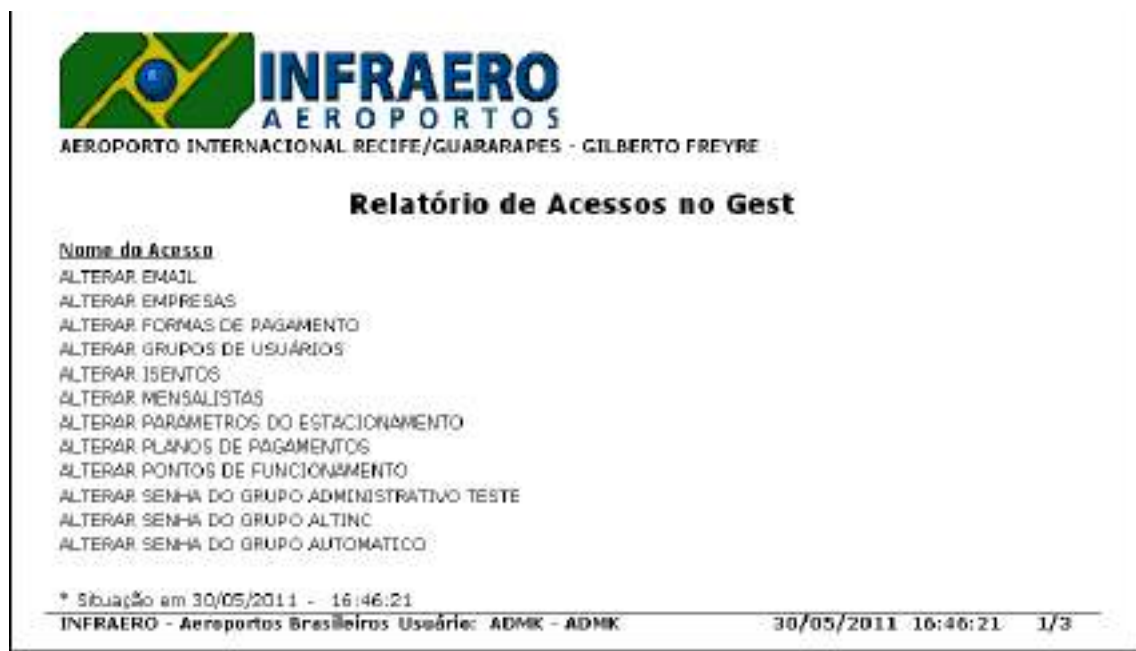 INFRAERO
AEROPORTOS
AEROPORTO INTERNACIONAL RECIFE/GUARARAPES - GILBERTO FREYRE
Relatório de Acessos no Gest
Nome do Acesso
ALTERAR EMAIL
ALTERAR EMPRESAS
ALTERAR FORMAS DE PAGAMENTO
ALTERAR GRUPOS DE USUÁRIOS
ALTERAR ISENTOS
ALTERAR MENSALISTAS
ALTERAR PARAMETROS DO ESTACIONAMENTO
ALTERAR PLANOS DE PAGAMENTOS
ALTERAR PONTOS DE FUNCIONAMENTO
ALTERAR SENHA DO GRUPO ADMINISTRATIVO TESTE
ALTERAR SENHA DO GRUPO ALTINC
ALTERAR SENHA DO GRUPO AUTOMATICO
* Situação em 30/05/2011 - 16:46:21
INFRAERO - Aeroportos Brasileiros Usuário: ADMK - ADMK 30/05/2011 16:46:21 1/3